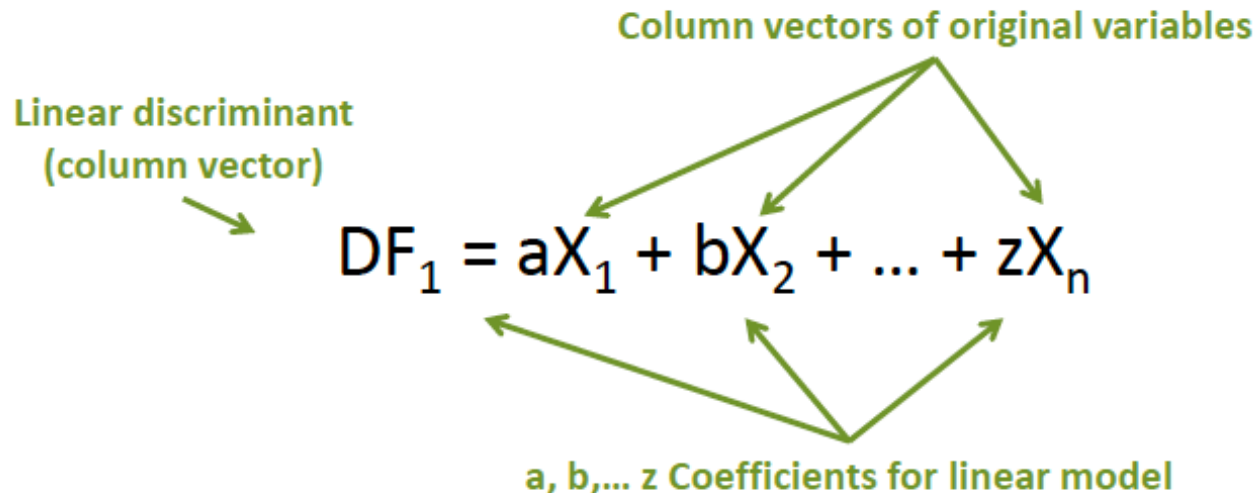 Column vectors of original variables
Linear discriminant
(column vector)
DF₁ = aX₁ + bX₂ + ... + zXₙ
a, b,... z Coefficients for linear model